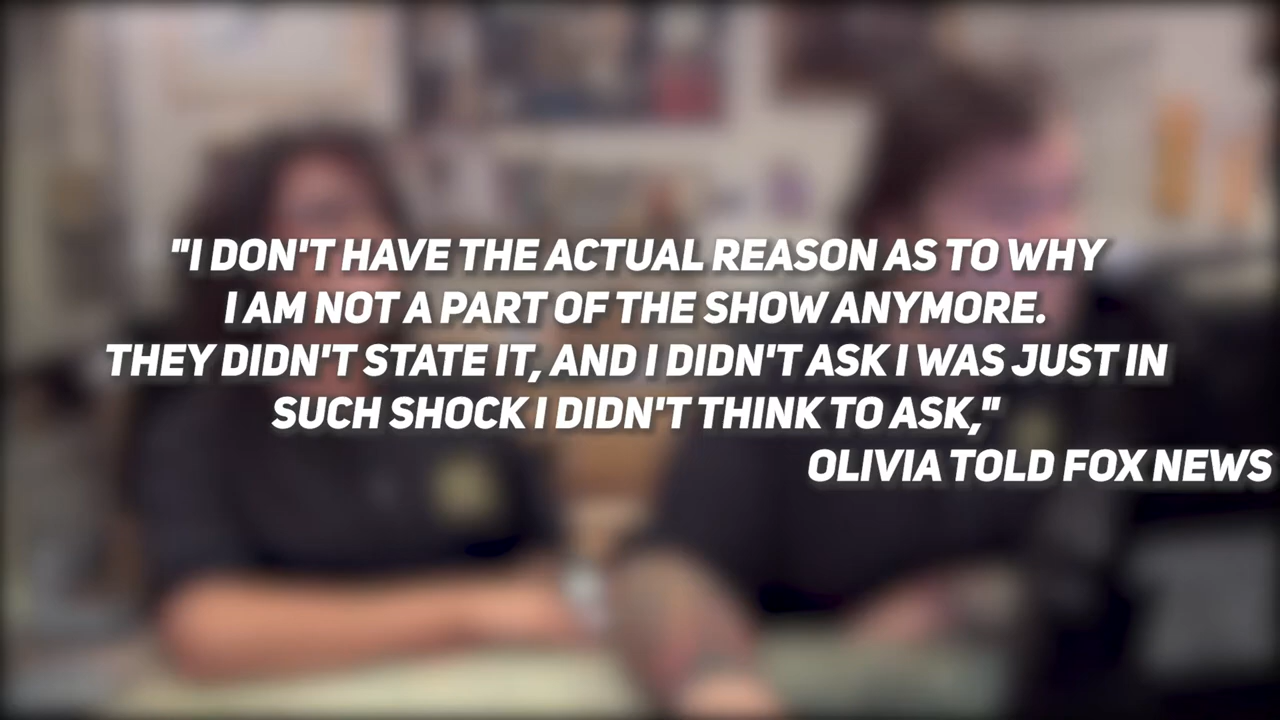 "I DON'T HAVE THE ACTUAL REASON AS TO WHY
I AM NOT A PART OF THE SHOW ANYMORE.
THEY DIDN'T STATE IT, AND I DIDN'T ASK I WAS JUST IN
SUCH SHOCK I DIDN'T THINK TO ASK,"
OLIVIA TOLD FOX NEWS